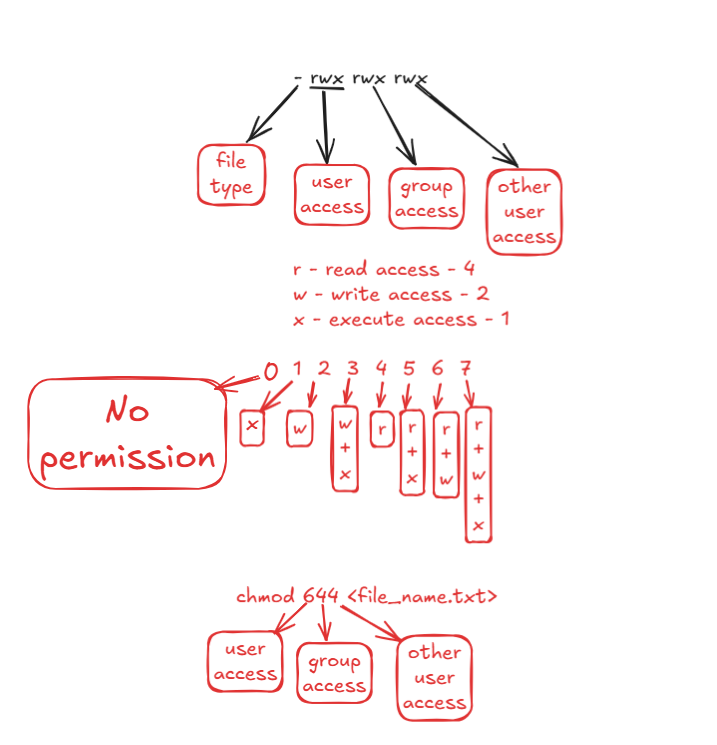 - rwx rwx rwx
file
type
user
access
group
access
other
user
access
r - read access - 4
w - write access - 2
x - execute access - 1
0 1 2 3 4 5 6 7
No
permission
x
w
w
+
x
r
r
+
x
r
+
w
r
+
w
+
x
chmod 644 <file_name.txt>
user
access
group
access
other
user
access